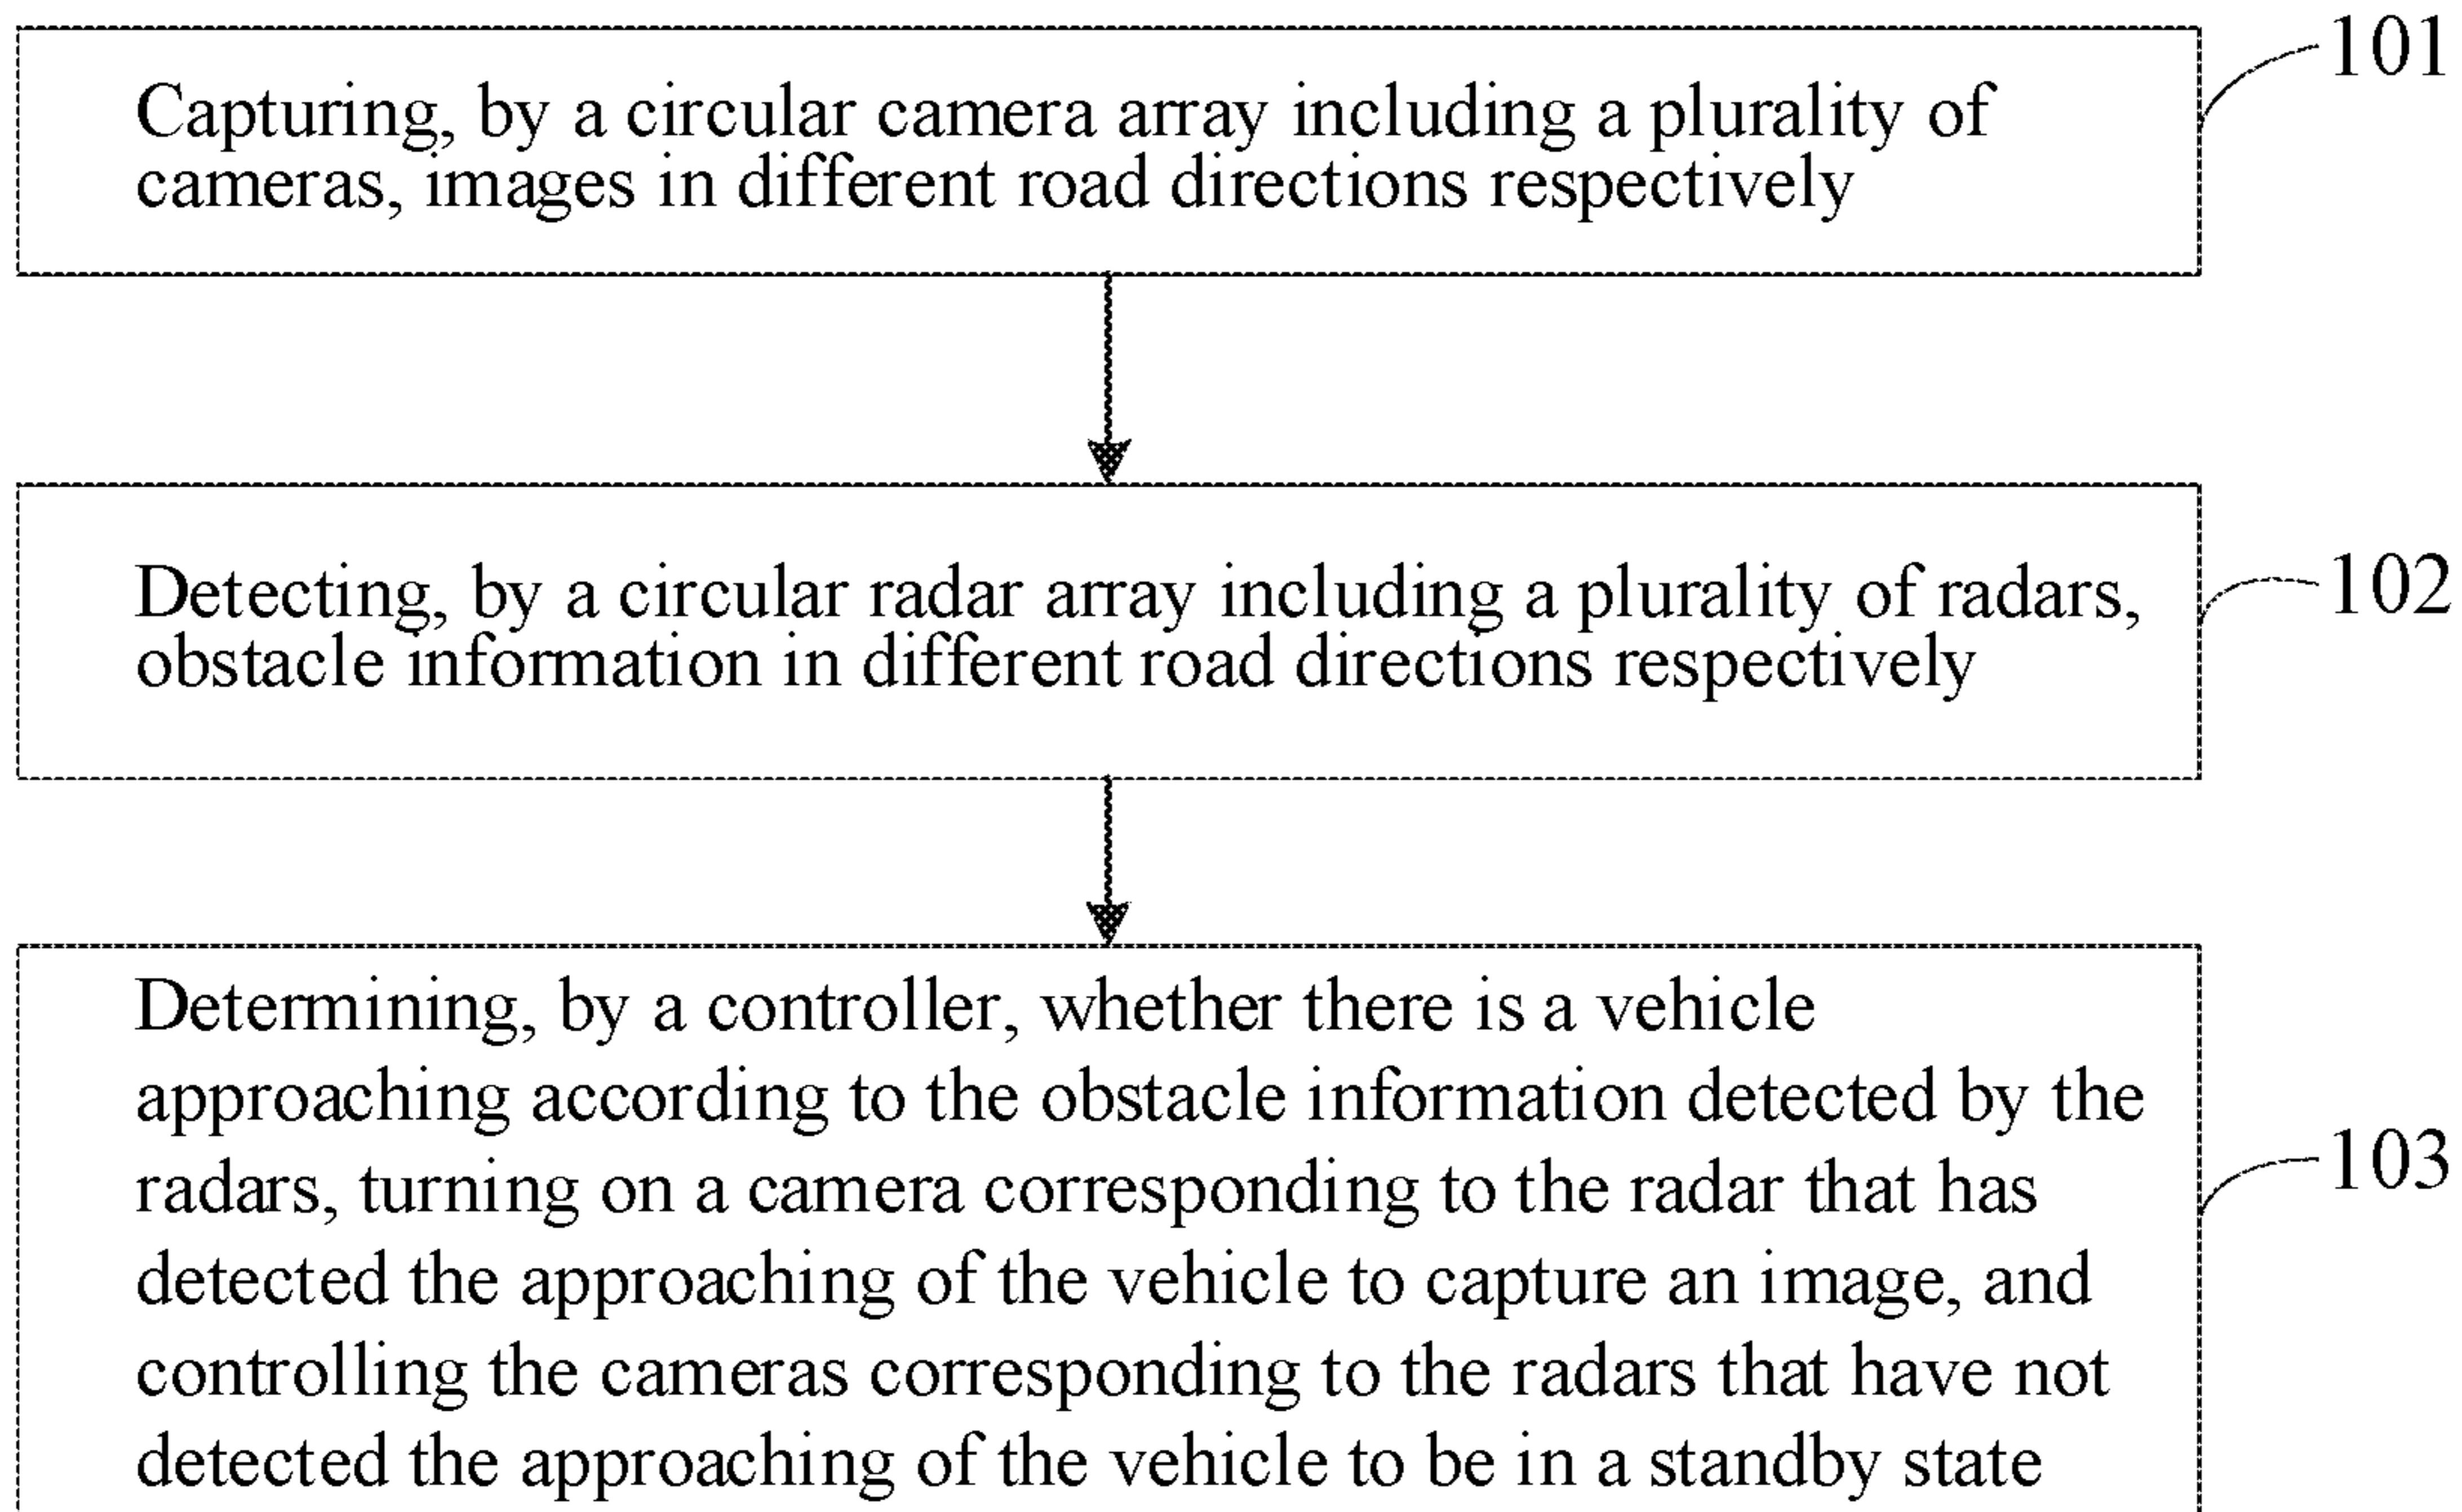 101
Capturing, by a circular camera array including a plurality of
cameras, images in different road directions respectively
102
Detecting, by a circular radar array including a plurality of radars,
obstacle information in different road directions respectively
Determining, by a controller, whether there is a vehicle
approaching according to the obstacle information detected by the
103
radars, turning on a camera corresponding to the radar that has
detected the approaching of the vehicle to capture an image, and
controlling the cameras corresponding to the radars that have not
detected the approaching of the vehicle to be in a standby state